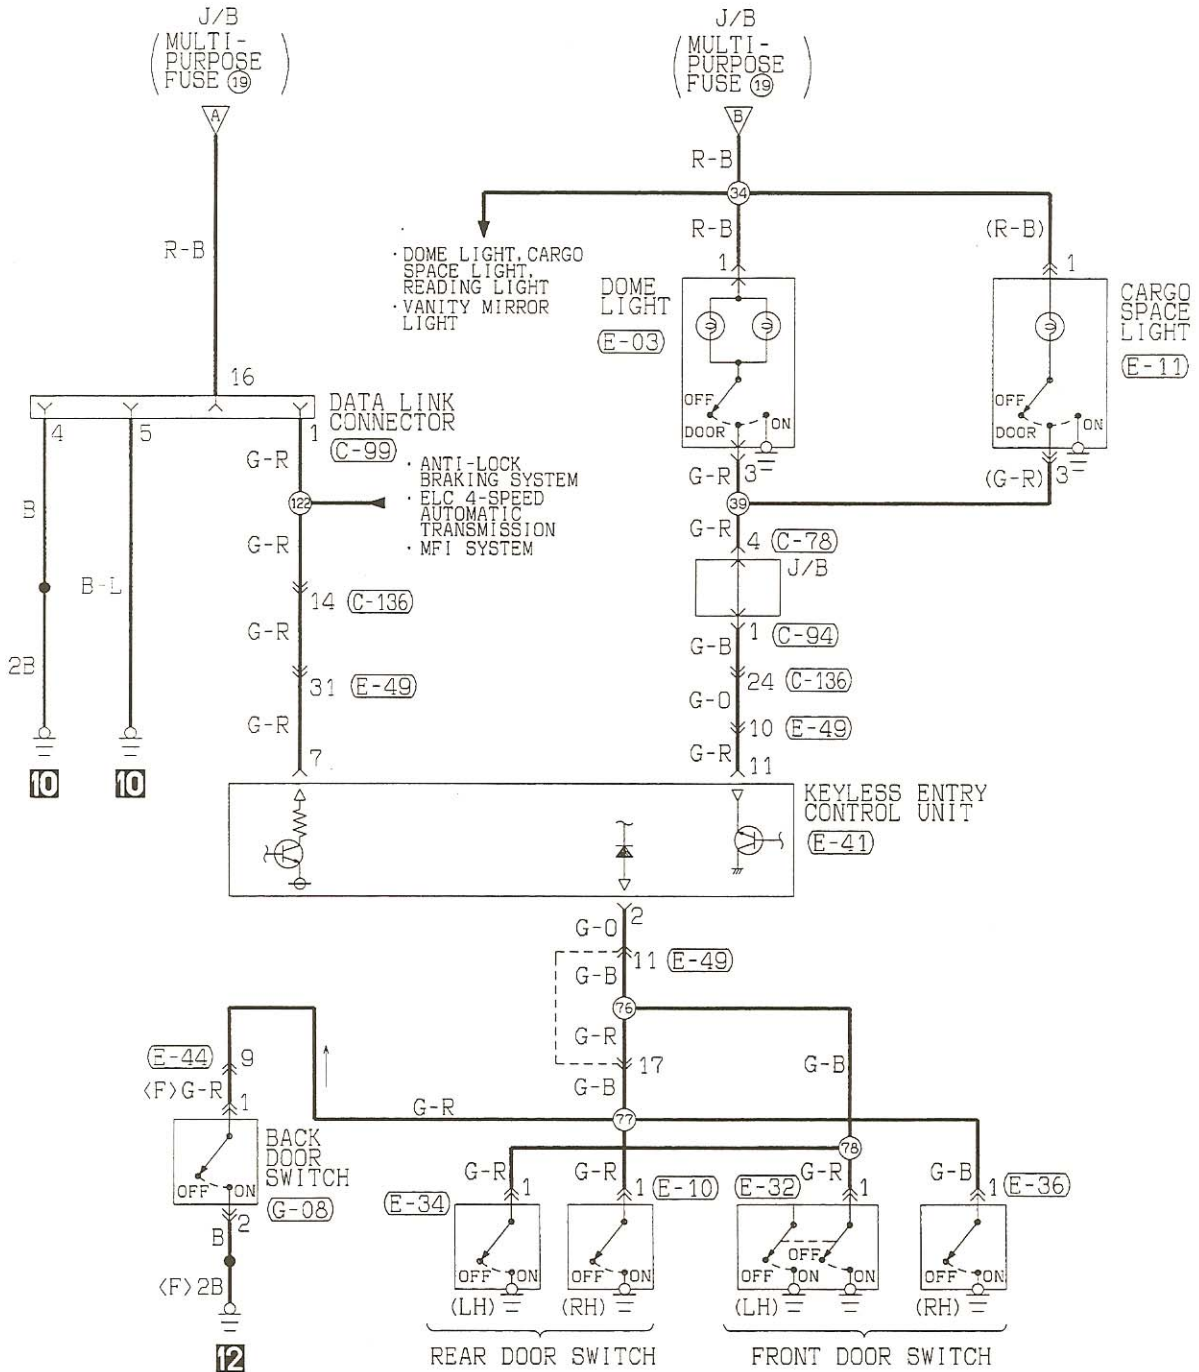 J/B
MULTI-
PURPOSE
FUSE 19
A
J/B
MULTI-
PURPOSE
FUSE 19
B
R-B
34
R-B
R-B
(R-B)
· DOME LIGHT, CARGO
SPACE LIGHT,
READING LIGHT
· VANITY MIRROR
LIGHT
1
DOME
LIGHT
E-03
OFF
DOOR
ON
1
CARGO
SPACE
LIGHT
E-11
OFF
DOOR
ON
16
DATA LINK
CONNECTOR
C-99
4
5
1
G-R
122
· ANTI-LOCK
BRAKING SYSTEM
· ELC 4-SPEED
AUTOMATIC
TRANSMISSION
· MFI SYSTEM
G-R
3
(G-R)
3
39
G-R
4
C-78
J/B
B
G-R
B-L
14
C-136
G-R
1
C-94
G-B
2B
31
E-49
24
C-136
G-O
G-R
10
E-49
G-R
7
11
10
10
KEYLESS ENTRY
CONTROL UNIT
E-41
2
G-O
11
E-49
G-B
76
G-R
17
G-B
G-B
E-44
9
<F>G-R
1
G-R
77
78
BACK
DOOR
SWITCH
OFF
ON
G-08
2
B
<F>2B
12
G-R
1
E-34
G-R
1
E-10
E-32
G-R
1
G-B
1
E-36
OFF
ON
OFF
ON
OFF
OFF
ON
ON
OFF
ON
(LH)
(RH)
(LH)
(RH)
REAR DOOR SWITCH
FRONT DOOR SWITCH